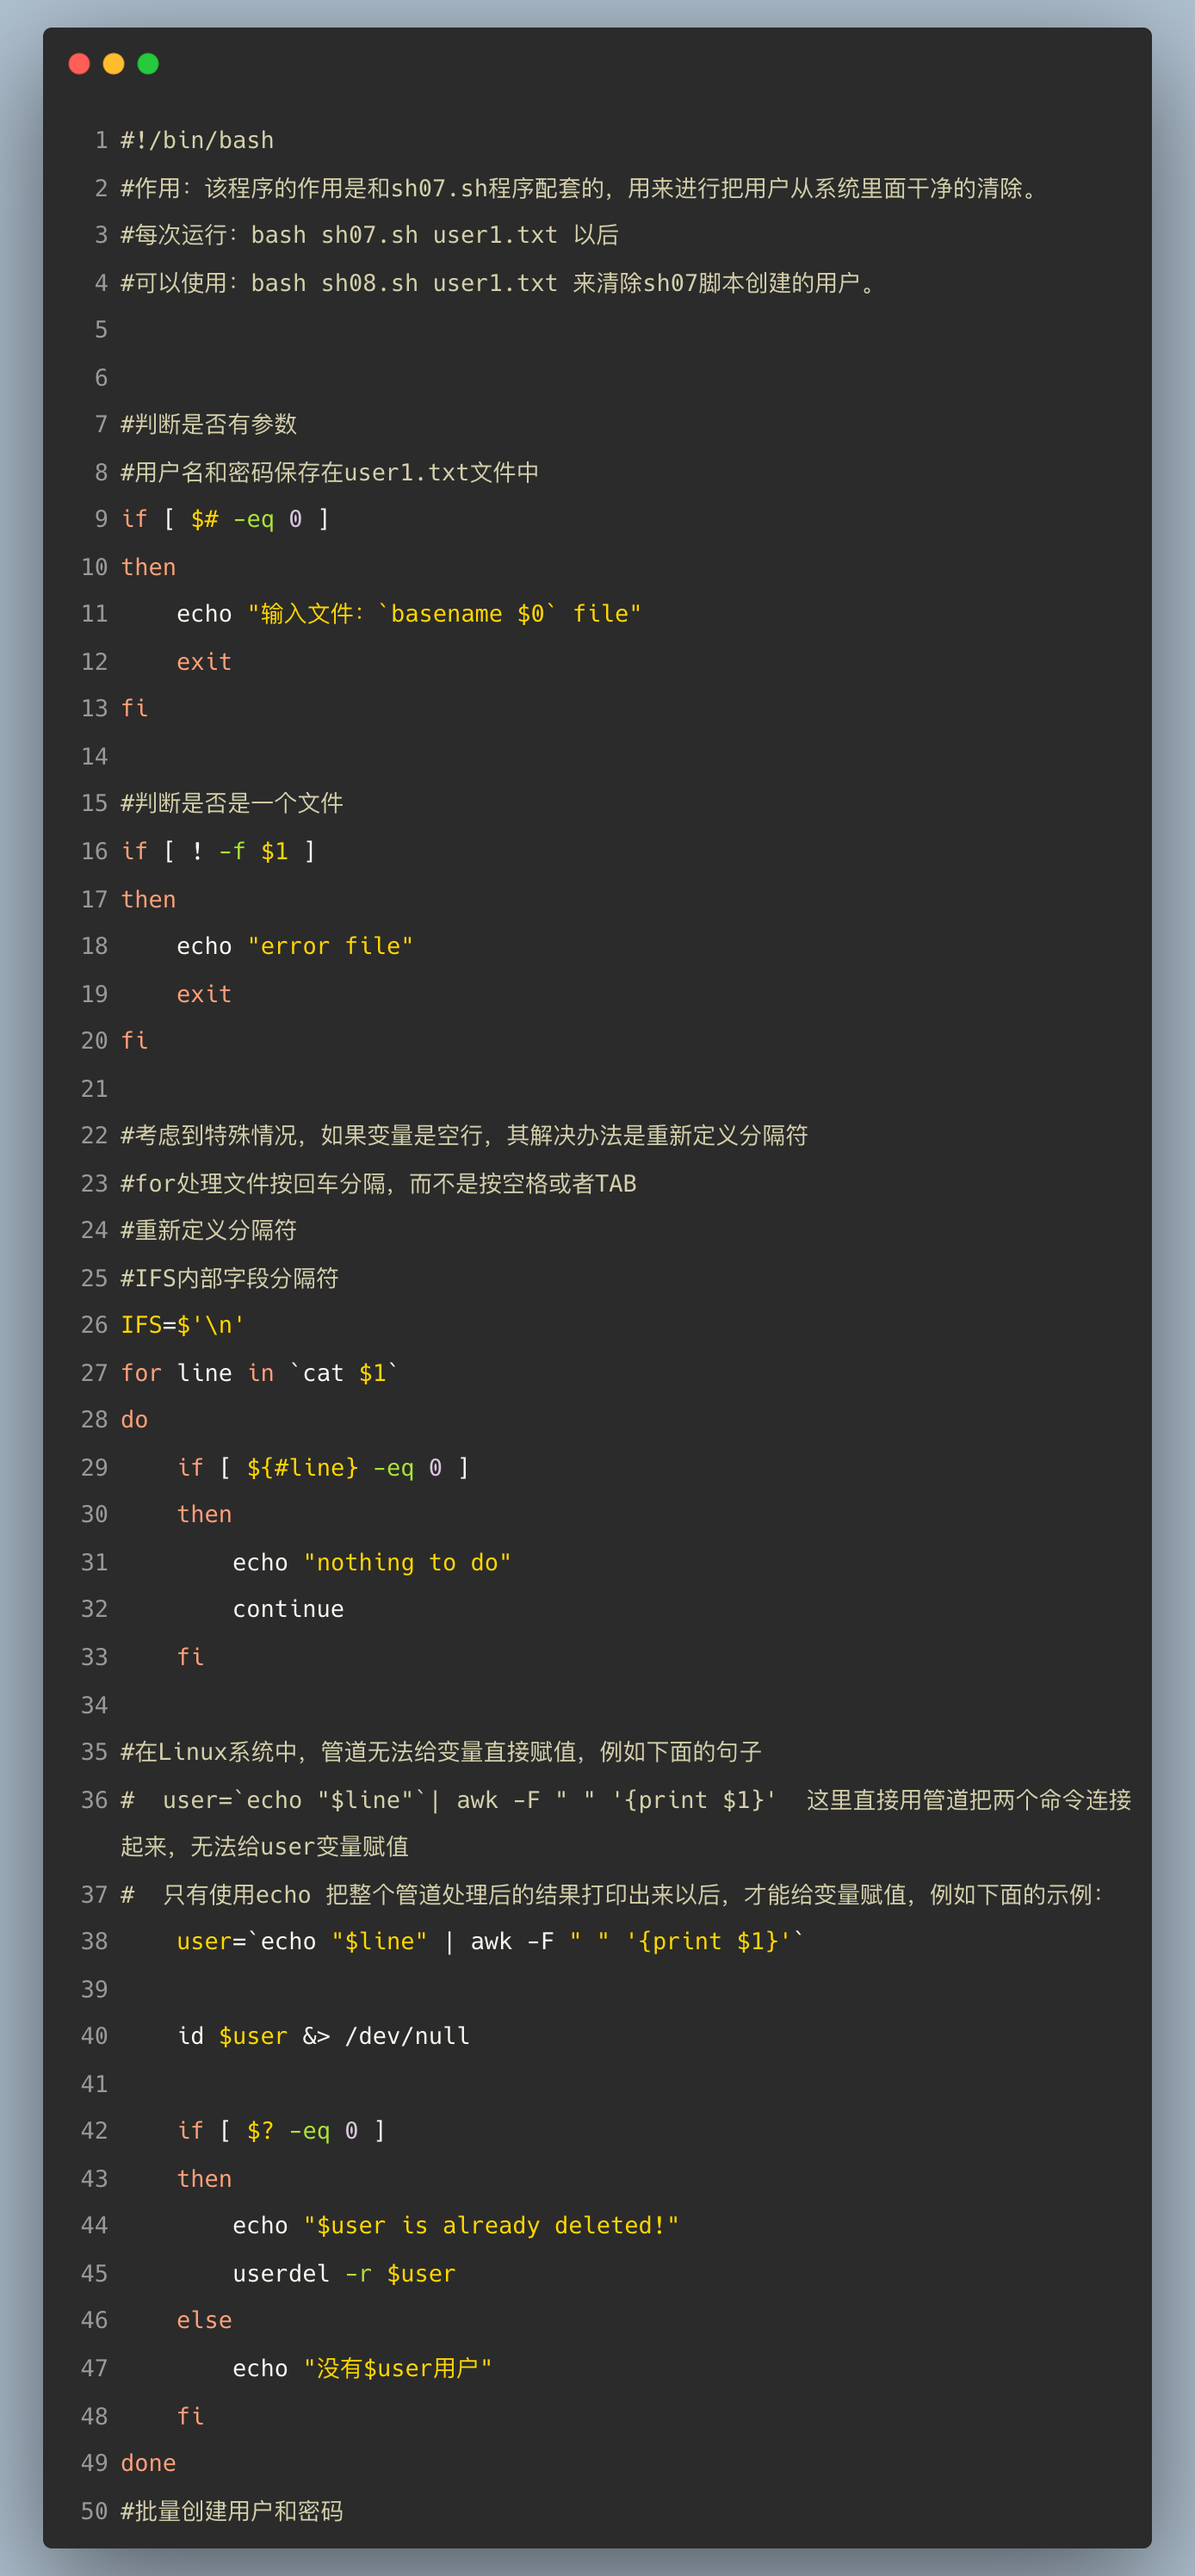 1 #!/bin/bash
2 #作用：该程序的作用是和sh07.sh程序配套的，用来进行把用户从系统里面干净的清除。
3 #每次运行：bash sh07.sh user1.txt 以后
4 #可以使用：bash sh08.sh user1.txt 来清除sh07脚本创建的用户。
5
6
7 #判断是否有参数
8 #用户名和密码保存在user1.txt文件中
9 if [ $# -eq 0 ]
10 then
11     echo "输入文件：`basename $0` file"
12     exit
13 fi
14
15 #判断是否是一个文件
16 if [ ! -f $1 ]
17 then
18     echo "error file"
19     exit
20 fi
21
22 #考虑到特殊情况，如果变量是空行，其解决办法是重新定义分隔符
23 #for处理文件按回车分隔，而不是按空格或者TAB
24 #重新定义分隔符
25 #IFS内部字段分隔符
26 IFS=$'\n'
27 for line in `cat $1`
28 do
29     if [ ${#line} -eq 0 ]
30     then
31         echo "nothing to do"
32         continue
33     fi
34
35 #在Linux系统中，管道无法给变量直接赋值，例如下面的句子
36 #  user=`echo "$line"`| awk -F " " '{print $1}'  这里直接用管道把两个命令连接
起来，无法给user变量赋值
37 #  只有使用echo 把整个管道处理后的结果打印出来以后，才能给变量赋值，例如下面的示例：
38     user=`echo "$line" | awk -F " " '{print $1}'`
39
40     id $user &> /dev/null
41
42     if [ $? -eq 0 ]
43     then
44         echo "$user is already deleted!"
45         userdel -r $user
46     else
47         echo "没有$user用户"
48     fi
49 done
50 #批量创建用户和密码